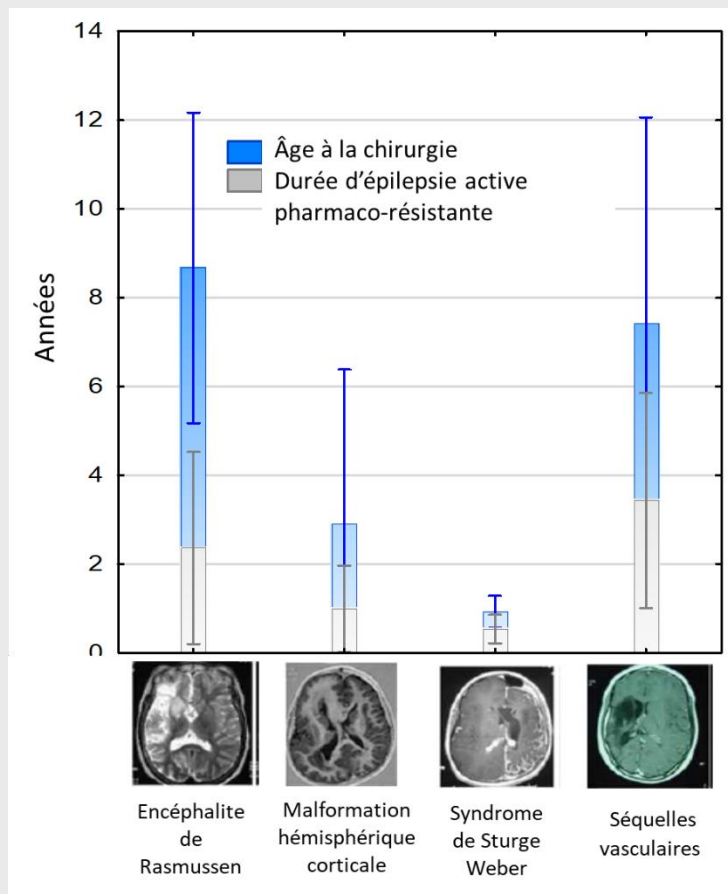 14
12
10
8
6
4
2
0
Années
Âge à la chirurgie
Durée d’épilepsie active
pharmaco-résistante
Encéphalite
de
Rasmussen
Malformation
hémisphérique
corticale
Syndrome
de Sturge
Weber
Séquelles
vasculaires